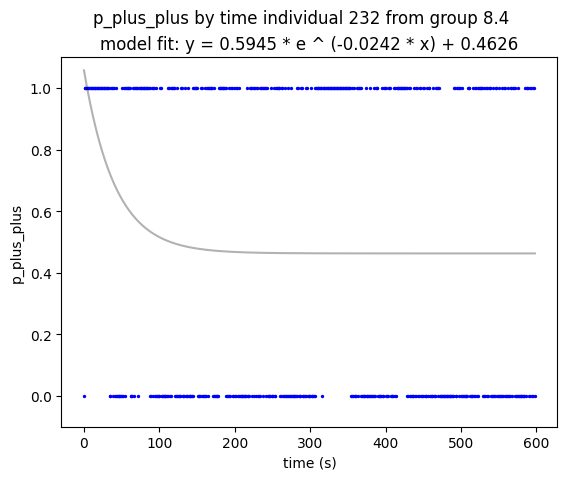 p_plus_plus by time individual 232 from group 8.4
model fit: y = 0.5945 * e ^ (-0.0242 * x) + 0.4626
1.0
0.8
0.6
0.4
0.2
0.0
p_plus_plus
0 100 200 300 400 500 600
time (s)